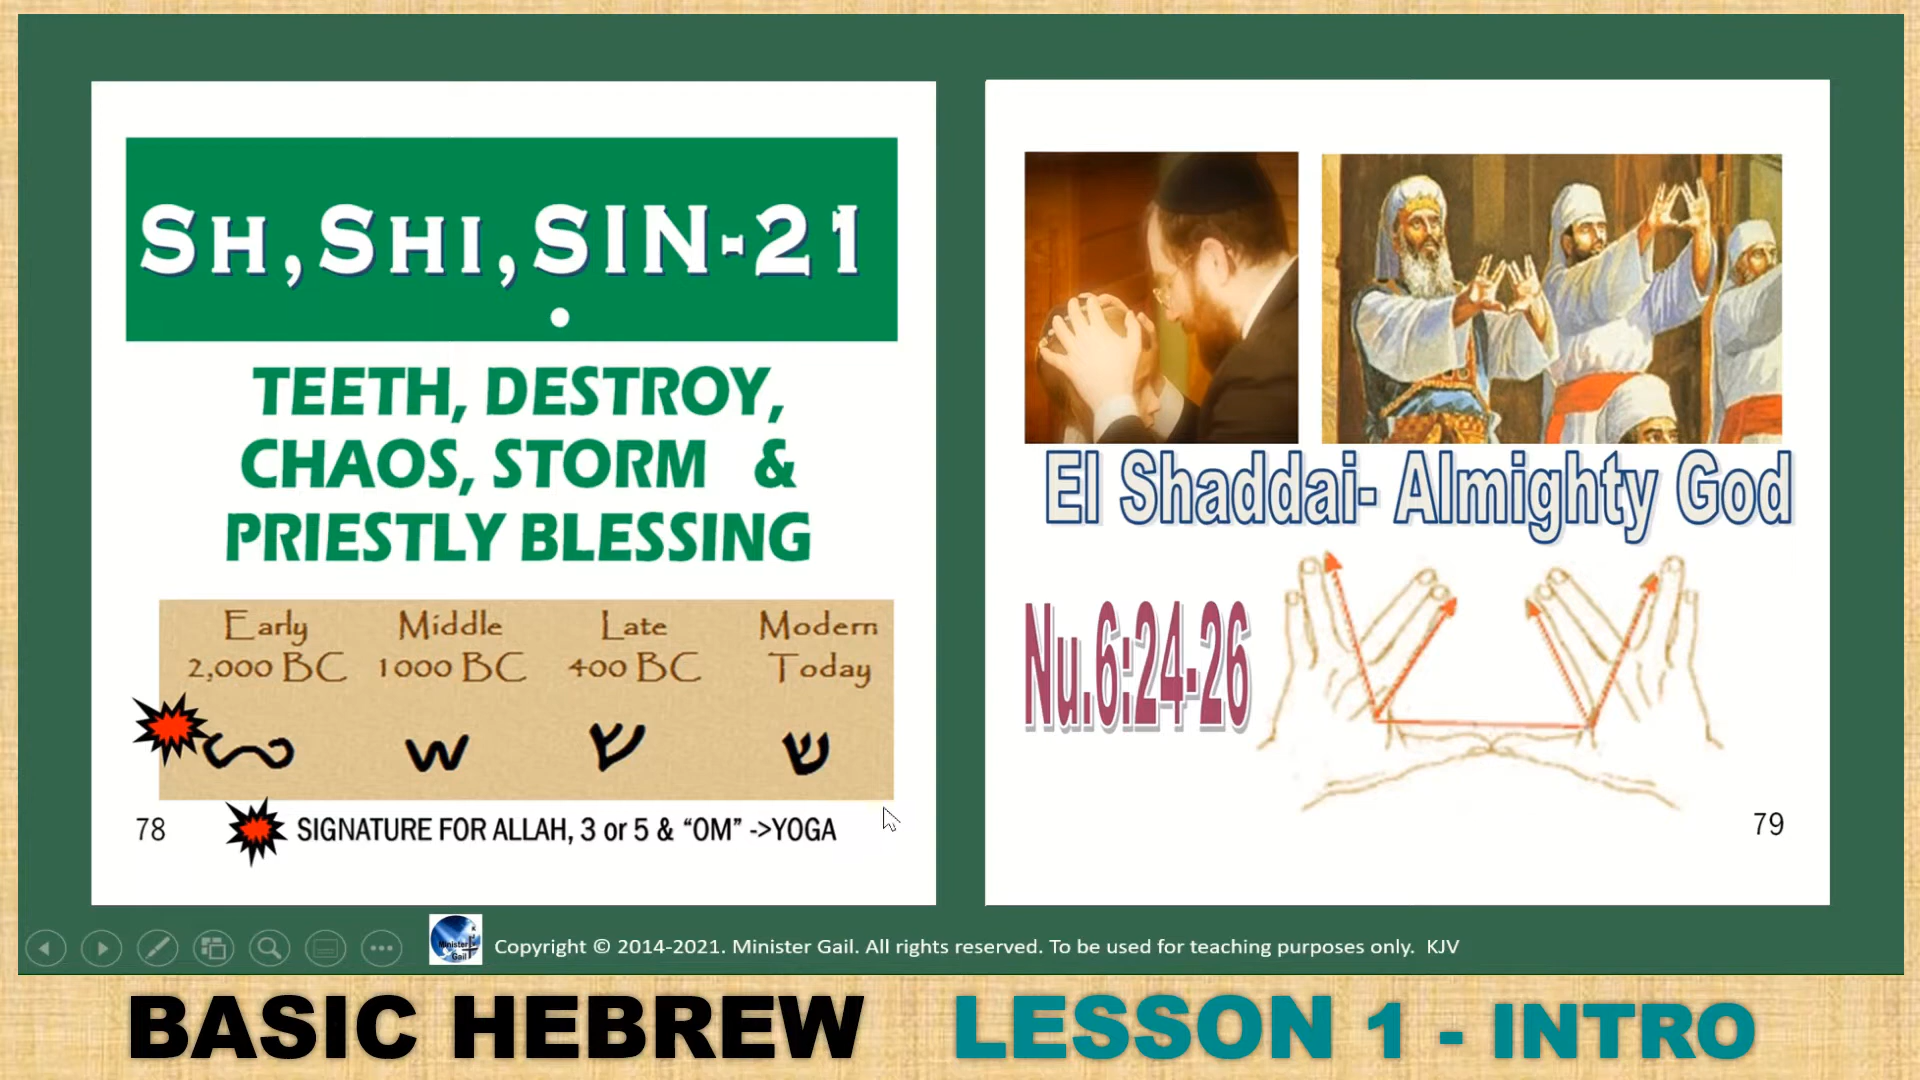 SH, SHI, SIN-21
TEETH, DESTROY,
CHAOS, STORM &
PRIESTLY BLESSING
Early Middle Late Modern
2,000 BC 1000 BC 400 BC Today
w ש ש
78
SIGNATURE FOR ALLAH, 3 or 5 & “OM” ->YOGA
El Shaddai- Almighty God
Nu.6:24-26
79
Minister
Gail
Copyright © 2014-2021. Minister Gail. All rights reserved. To be used for teaching purposes only. KJV
BASIC HEBREW LESSON 1 - INTRO